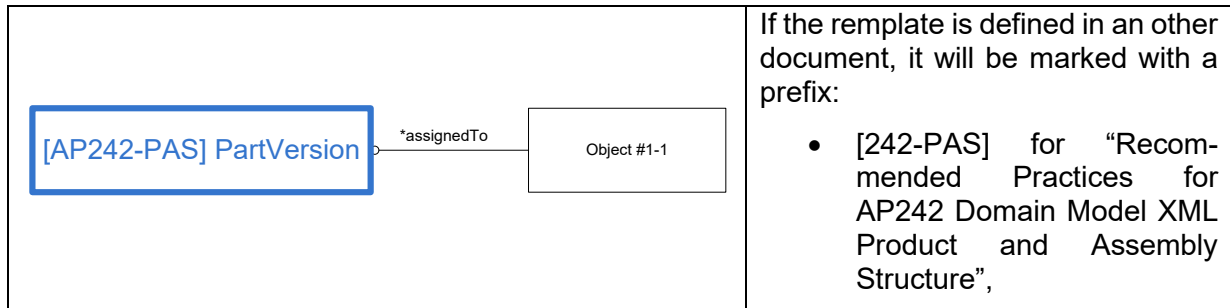 [AP242-PAS] PartVersion
*assignedTo
Object #1-1
If the remplate is defined in an other
document, it will be marked with a
prefix:
• [242-PAS] for “Recom-
mended Practices for
AP242 Domain Model XML
Product and Assembly
Structure”,